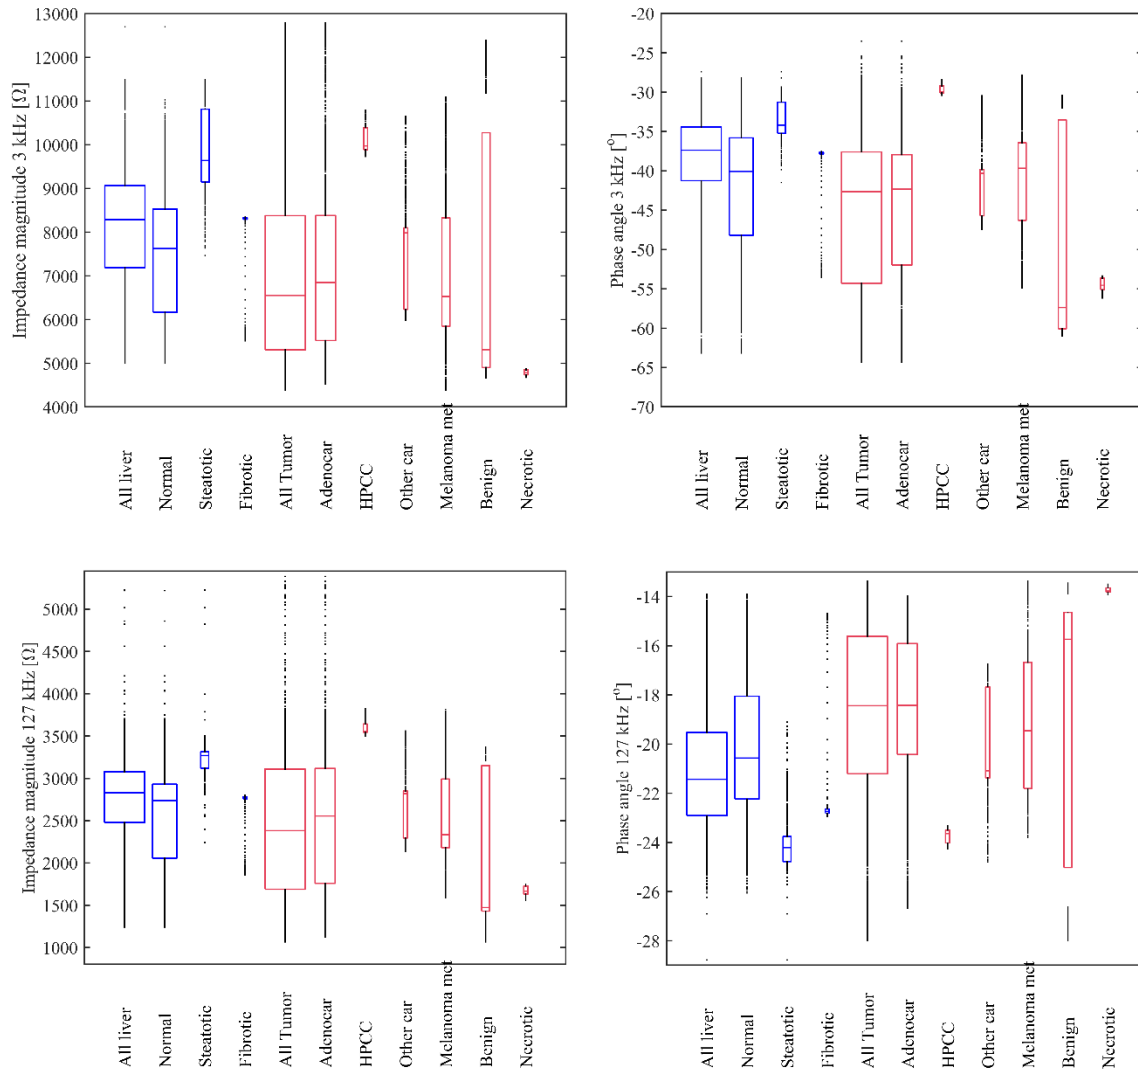 Impedance magnitude 3 kHz [Ω]
13000
12000
11000
10000
9000
8000
7000
6000
5000
4000
All liver
Normal
Steatotic
Fibrotic
All Tumor
Adenocar
HPCC
Other car
Melanoma met
Benign
Necrotic
Phase angle 3 kHz [°]
-20
-25
-30
-35
-40
-45
-50
-55
-60
-65
-70
All liver
Normal
Steatotic
Fibrotic
All Tumor
Adenocar
HPCC
Other car
Melanoma met
Benign
Necrotic
Impedance magnitude 127 kHz [Ω]
5000
4500
4000
3500
3000
2500
2000
1500
1000
All liver
Normal
Steatotic
Fibrotic
All Tumor
Adenocar
HPCC
Other car
Melanoma met
Benign
Necrotic
Phase angle 127 kHz [°]
-14
-16
-18
-20
-22
-24
-26
-28
All liver
Normal
Steatotic
Fibrotic
All Tumor
Adenocar
HPCC
Other car
Melanoma met
Benign
Necrotic